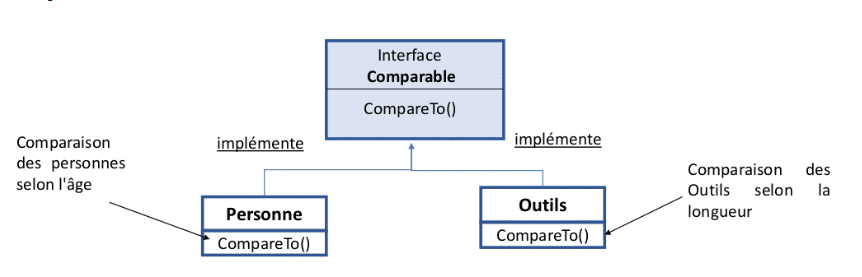 Interface
Comparable
CompareTo()
implémente
implémente
Comparaison
des personnes
selon l'âge
Comparaison des
Outils selon la
longueur
Personne
CompareTo()
Outils
CompareTo()